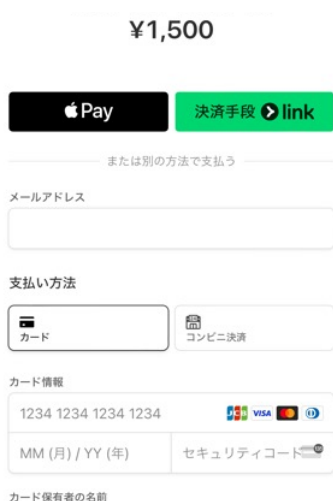 ¥1,500
Pay
決済手段 link
または別の方法で支払う
メールアドレス
支払い方法
カード
コンビニ決済
カード情報
1234 1234 1234 1234 JCB VISA
MM (月) / YY (年) セキュリティコード
カード保有者の名前